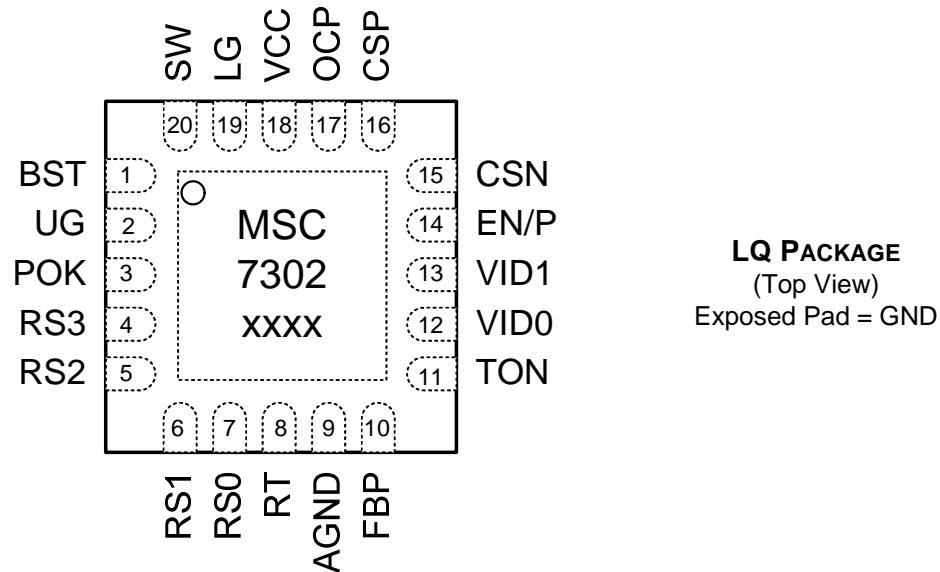 SW
LG
VCC
OCP
CSP
20
19
18
17
16
BST 1
UG 2
POK 3
RS3 4
RS2 5
MSC
7302
xxxx
15 CSN
14 EN/P
13 VID1
12 VID0
11 TON
6
7
8
9
10
RS1
RS0
RT
AGND
FBP
LQ PACKAGE
(Top View)
Exposed Pad = GND